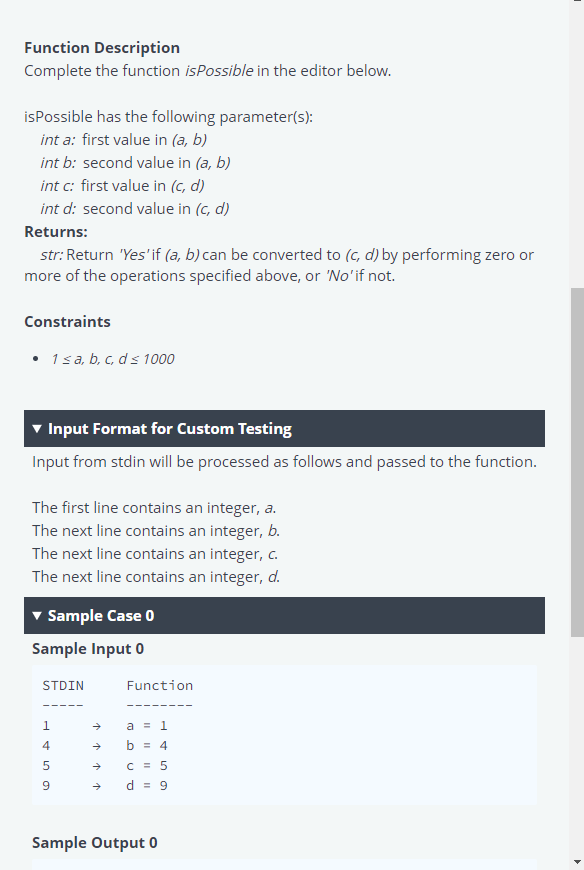 Function Description
Complete the function isPossible in the editor below.
isPossible has the following parameter(s):
int a: first value in (a, b)
int b: second value in (a, b)
int c: first value in (c, d)
int d: second value in (c, d)
Returns:
str: Return 'Yes' if (a, b) can be converted to (c, d) by performing zero or
more of the operations specified above, or 'No' if not.
Constraints
• 1 ≤ a, b, c, d ≤ 1000
▼ Input Format for Custom Testing
Input from stdin will be processed as follows and passed to the function.
The first line contains an integer, a.
The next line contains an integer, b.
The next line contains an integer, c.
The next line contains an integer, d.
▼ Sample Case 0
Sample Input 0
STDIN Function
----- --------
1 → a = 1
4 → b = 4
5 → c = 5
9 → d = 9
Sample Output 0